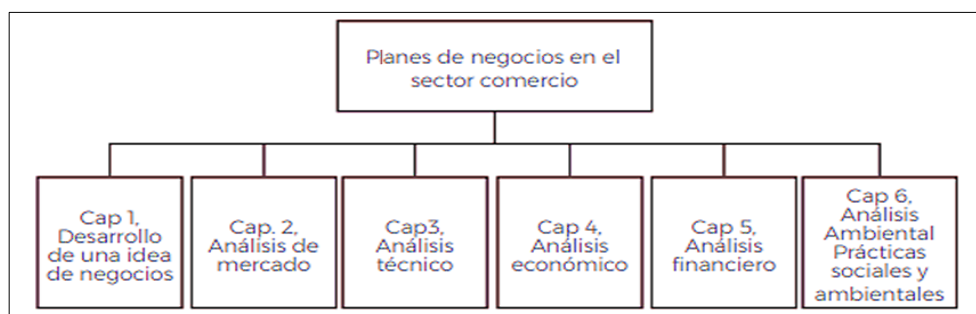 Planes de negocios en el
sector comercio
Cap 1,
Desarrollo
de una idea
de negocios
Cap. 2,
Análisis de
mercado
Cap3,
Análisis
técnico
Cap 4,
Análisis
económico
Cap 5,
Análisis
financiero
Cap 6,
Análisis
Ambiental
Prácticas
sociales y
ambientales